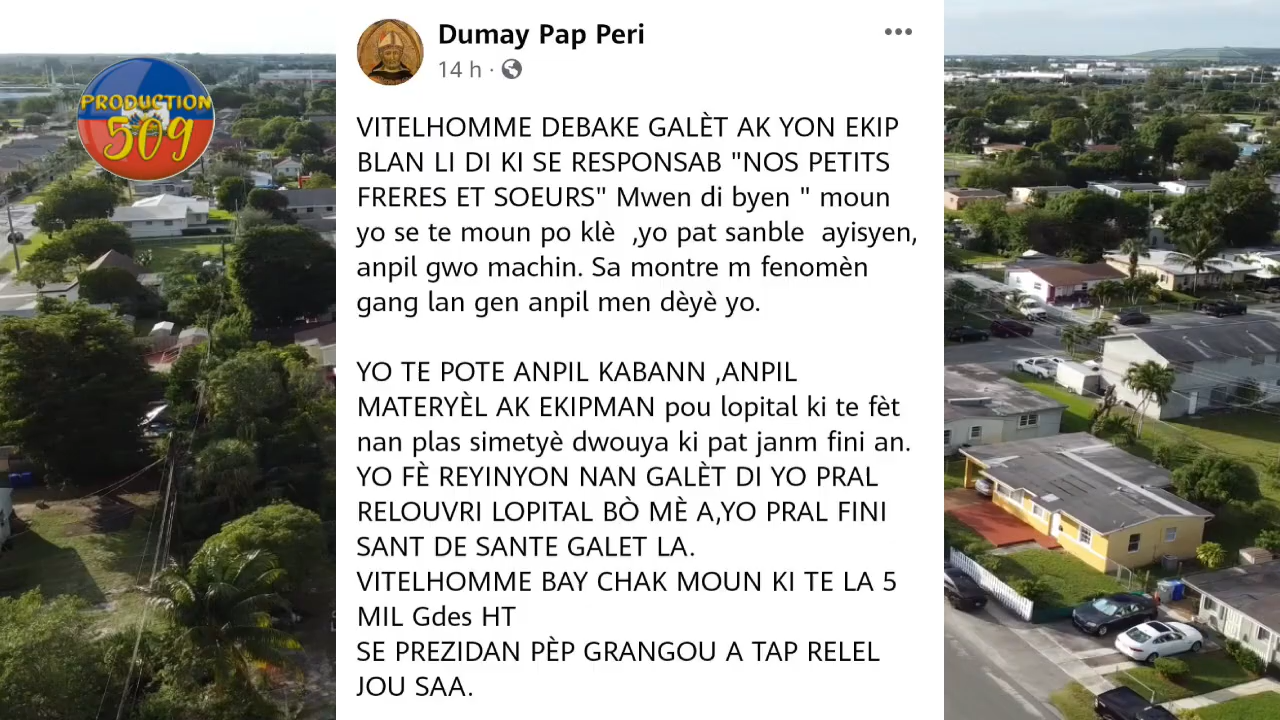 PRODUCTION
509
Dumay Pap Peri
14 h ·
VITELHOMME DEBAKE GALÈT AK YON EKIP
BLAN LI DI KI SE RESPONSAB "NOS PETITS
FRERES ET SOEURS" Mwen di byen " moun
yo se te moun po klè ,yo pat sanble ayisyen,
anpil gwo machin. Sa montre m fenomèn
gang lan gen anpil men dèyè yo.
YO TE POTE ANPIL KABANN ,ANPIL
MATERYÈL AK EKIPMAN pou lopital ki te fèt
nan plas simetyè dwouya ki pat janm fini an.
YO FÈ REYINYON NAN GALÈT DI YO PRAL
RELOUVRI LOPITAL BÒ MÈ A,YO PRAL FINI
SANT DE SANTE GALET LA.
VITELHOMME BAY CHAK MOUN KI TE LA 5
MIL Gdes HT
SE PREZIDAN PÈP GRANGOU A TAP RELEL
JOU SAA.